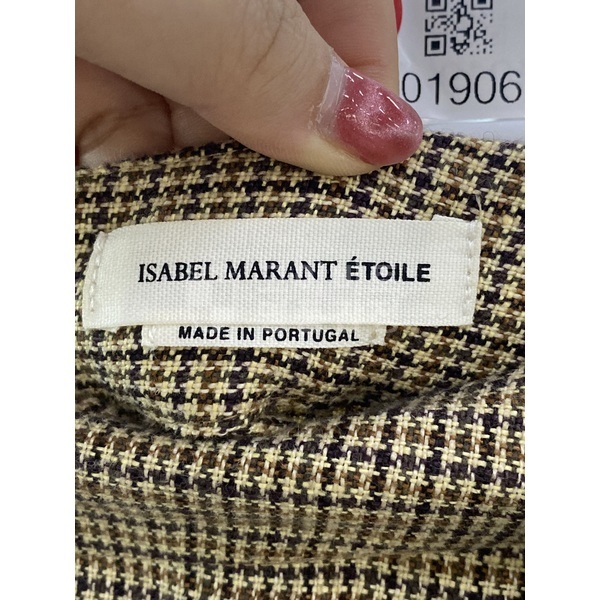 01906
ISABEL MARANT ÉTOILE
MADE IN PORTUGAL